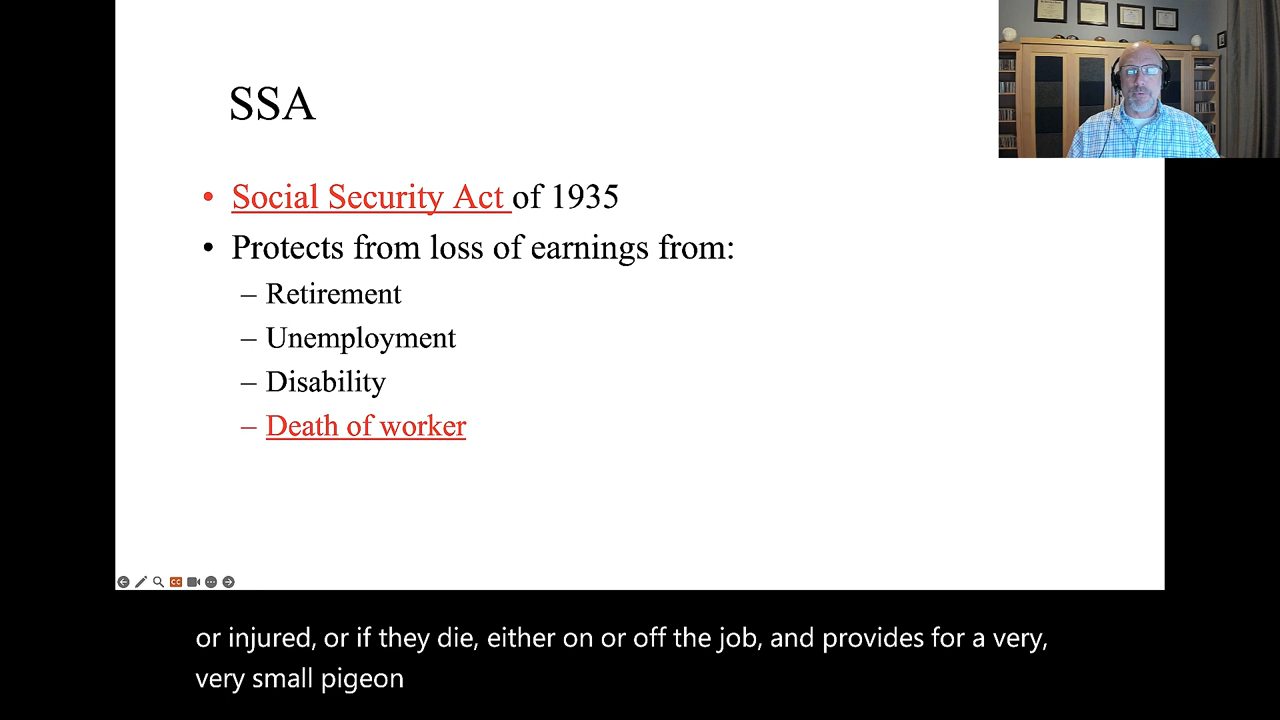 SSA
• Social Security Act of 1935
• Protects from loss of earnings from:
– Retirement
– Unemployment
– Disability
– Death of worker
CC
or injured, or if they die, either on or off the job, and provides for a very,
very small pigeon